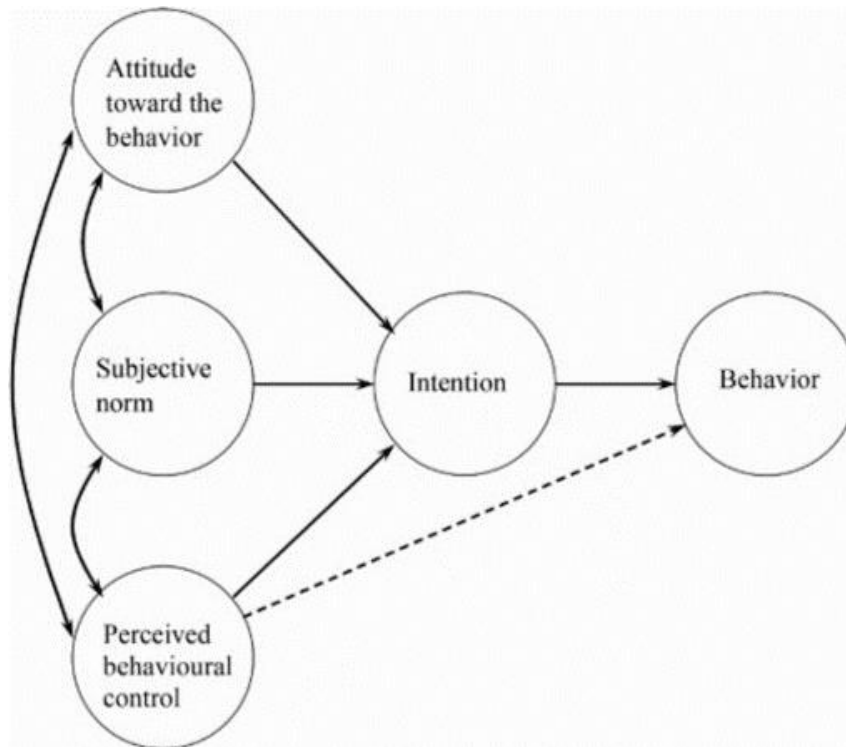 Attitude
toward the
behavior
Subjective
norm
Intention
Behavior
Perceived
behavioural
control